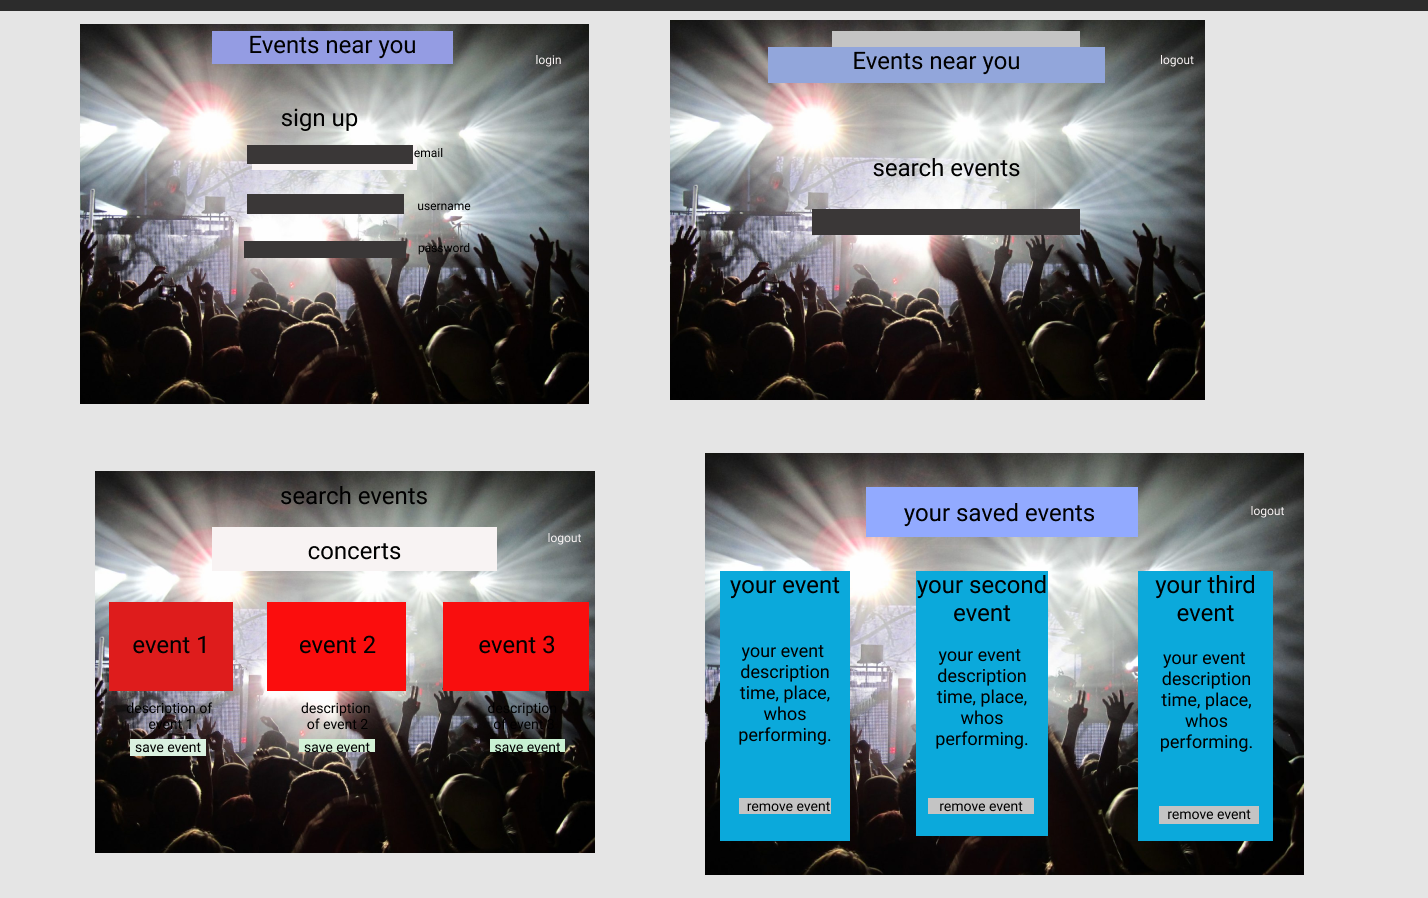 Events near you
login
sign up
email
username
password
Events near you
logout
search events
search events
logout
concerts
event 1
event 2
event 3
description of
event 1
save event
description
of event 2
save event
description
of event
save event
your saved events
logout
your event
your event
description
time, place,
whos
performing.
remove event
your second
event
your event
description
time, place,
whos
performing.
remove event
your third
event
your event
description
time, place,
whos
performing.
remove event